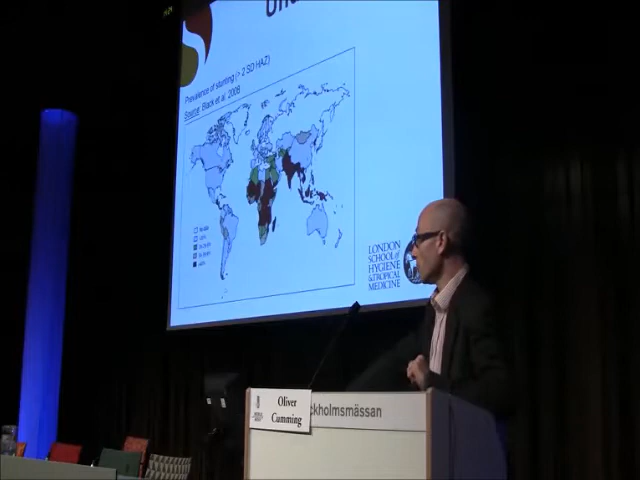 Prevalence of stunting (> 2 SD HAZ)
Source: Black et al. 2008
LONDON
SCHOOL of
HYGIENE
& TROPICAL
MEDICINE
Oliver
Cumming
ckholmsmässan